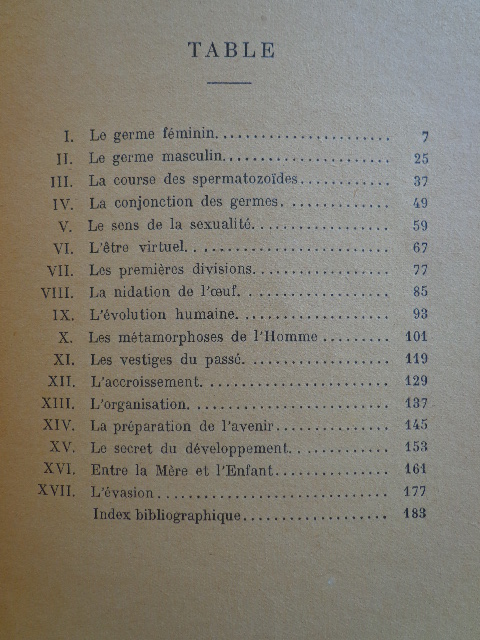 TABLE
I. Le germe féminin....................... 7
II. Le germe masculin...................... 25
III. La course des spermatozoïdes............ 37
IV. La conjonction des germes............... 49
V. Le sens de la sexualité................. 59
VI. L'être virtuel......................... 67
VII. Les premières divisions................. 77
VIII. La nidation de l'œuf................... 85
IX. L'évolution humaine.................... 93
X. Les métamorphoses de l'Homme......... 101
XI. Les vestiges du passé................... 119
XII. L'accroissement........................ 129
XIII. L'organisation......................... 137
XIV. La préparation de l'avenir.............. 145
XV. Le secret du développement............. 153
XVI. Entre la Mère et l'Enfant............... 161
XVII. L'évasion............................. 177
Index bibliographique................... 183